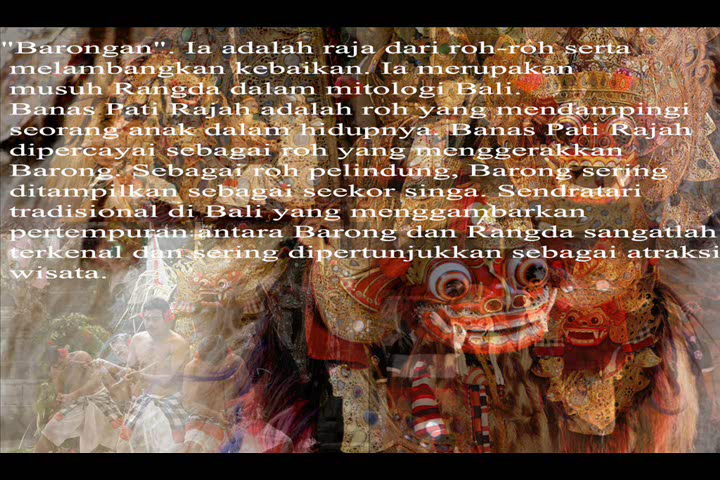 "Barongan". Ia adalah raja dari roh-roh serta
melambangkan kebaikan. Ia merupakan
musuh Rangda dalam mitologi Bali.
Banas Pati Rajah adalah roh yang mendampingi
seorang anak dalam hidupnya. Banas Pati Rajah
dipercayai sebagai roh yang menggerakkan
Barong. Sebagai roh pelindung, Barong sering
ditampilkan sebagai seekor singa. Sendratari
tradisional di Bali yang menggambarkan
pertempuran antara Barong dan Rangda sangatlah
terkenal dan sering dipertunjukkan sebagai atraksi
wisata.